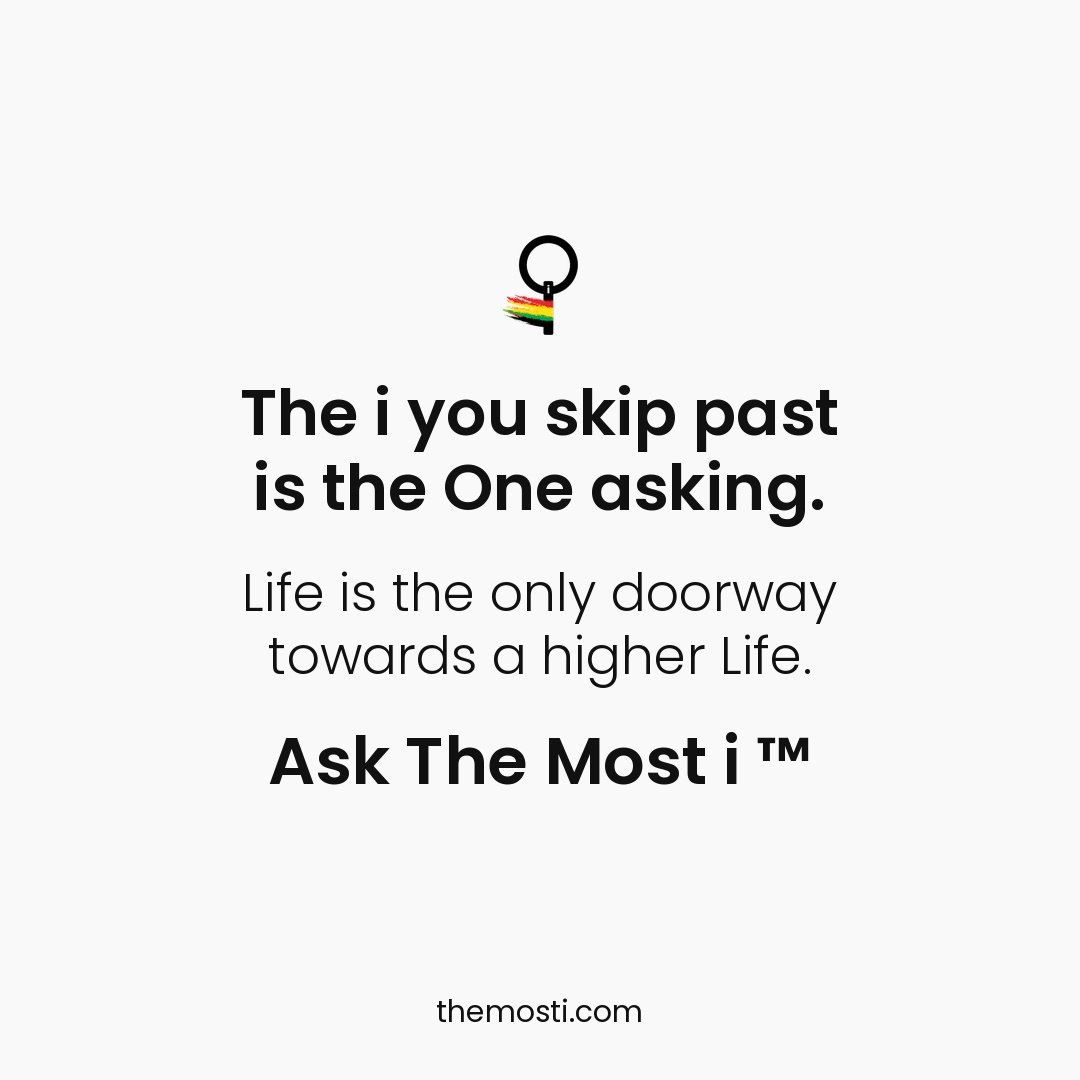 i
The i you skip past
is the One asking.
Life is the only doorway
towards a higher Life.
Ask The Most i ™
themosti.com